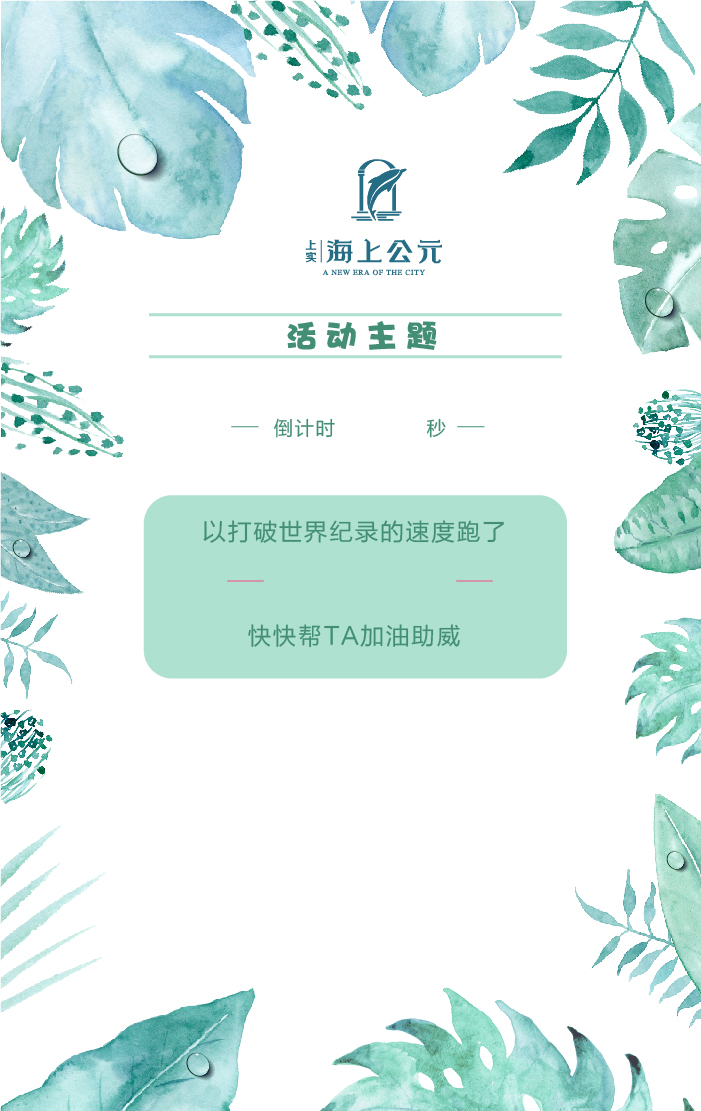 上实 海上公元
A NEW ERA OF THE CITY
活动主题
倒计时 秒
以打破世界纪录的速度跑了
快快帮TA加油助威